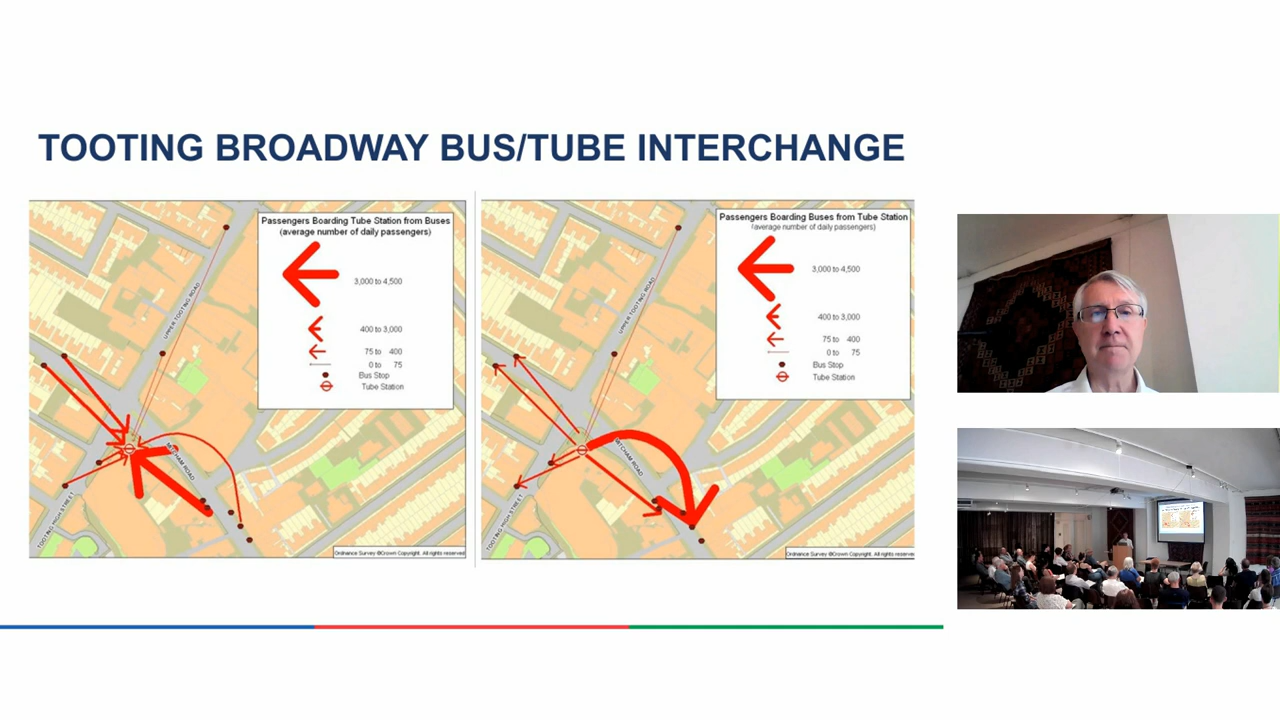 TOOTING BROADWAY BUS/TUBE INTERCHANGE
Passengers Boarding Tube Station from Buses
(average number of daily passengers)
3,000 to 4,500
400 to 3,000
75 to 400
0 to 75
Bus Stop
Tube Station
UPPER TOOTING ROAD
MITCHAM ROAD
TOOTING HIGH STREET
Ordnance Survey ©Crown Copyright. All rights reserved
Passengers Boarding Buses from Tube Station
(average number of daily passengers)
3,000 to 4,500
400 to 3,000
75 to 400
0 to 75
Bus Stop
Tube Station
UPPER TOOTING ROAD
MITCHAM ROAD
TOOTING HIGH STREET
Ordnance Survey ©Crown Copyright. All rights reserved